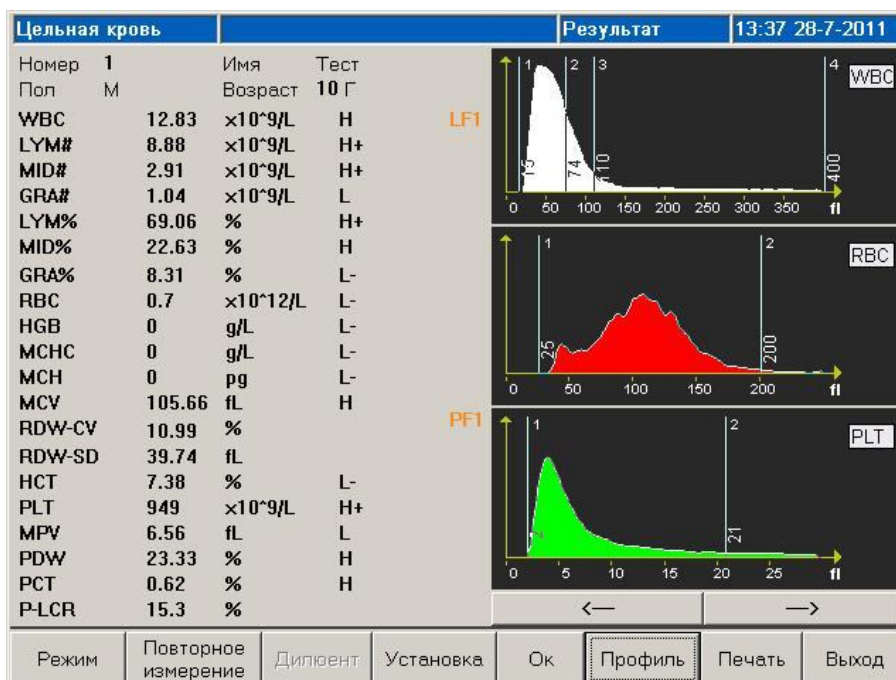 Цельная кровь Результат 13:37 28-7-2011
Номер 1 Имя Тест
Пол М Возраст 10 Г
WBC 12.83 x10^9/L H LF1
LYM# 8.88 x10^9/L H+
MID# 2.91 x10^9/L H+
GRA# 1.04 x10^9/L L
LYM% 69.06 % H+
MID% 22.63 % H
GRA% 8.31 % L-
RBC 0.7 x10^12/L L-
HGB 0 g/L L-
MCHC 0 g/L L-
MCH 0 pg L-
MCV 105.66 fL H
RDW-CV 10.99 % PF1
RDW-SD 39.74 fL
HCT 7.38 % L-
PLT 949 x10^9/L H+
MPV 6.56 fL L
PDW 23.33 % H
PCT 0.62 % H
P-LCR 15.3 %
1 2 3 4 WBC
15 74 110 400
0 50 100 150 200 250 300 350 fl
1 2 RBC
25 200
0 50 100 150 200 fl
1 2 PLT
2 21
0 5 10 15 20 25 fl
<— —>
Режим Повторное измерение Дилюент Установка Ок Профиль Печать Выход